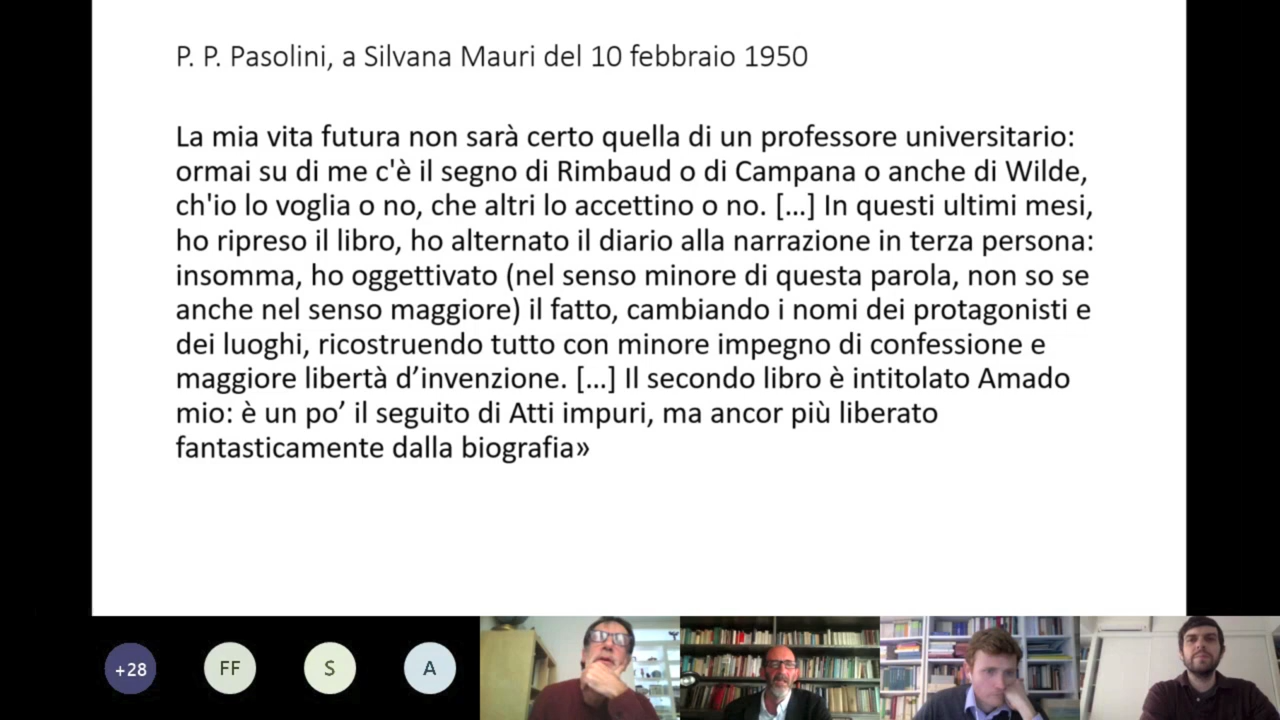 P. P. Pasolini, a Silvana Mauri del 10 febbraio 1950
La mia vita futura non sarà certo quella di un professore universitario:
ormai su di me c'è il segno di Rimbaud o di Campana o anche di Wilde,
ch'io lo voglia o no, che altri lo accettino o no. […] In questi ultimi mesi,
ho ripreso il libro, ho alternato il diario alla narrazione in terza persona:
insomma, ho oggettivato (nel senso minore di questa parola, non so se
anche nel senso maggiore) il fatto, cambiando i nomi dei protagonisti e
dei luoghi, ricostruendo tutto con minore impegno di confessione e
maggiore libertà d’invenzione. […] Il secondo libro è intitolato Amado
mio: è un po’ il seguito di Atti impuri, ma ancor più liberato
fantasticamente dalla biografia»
+28 FF S A